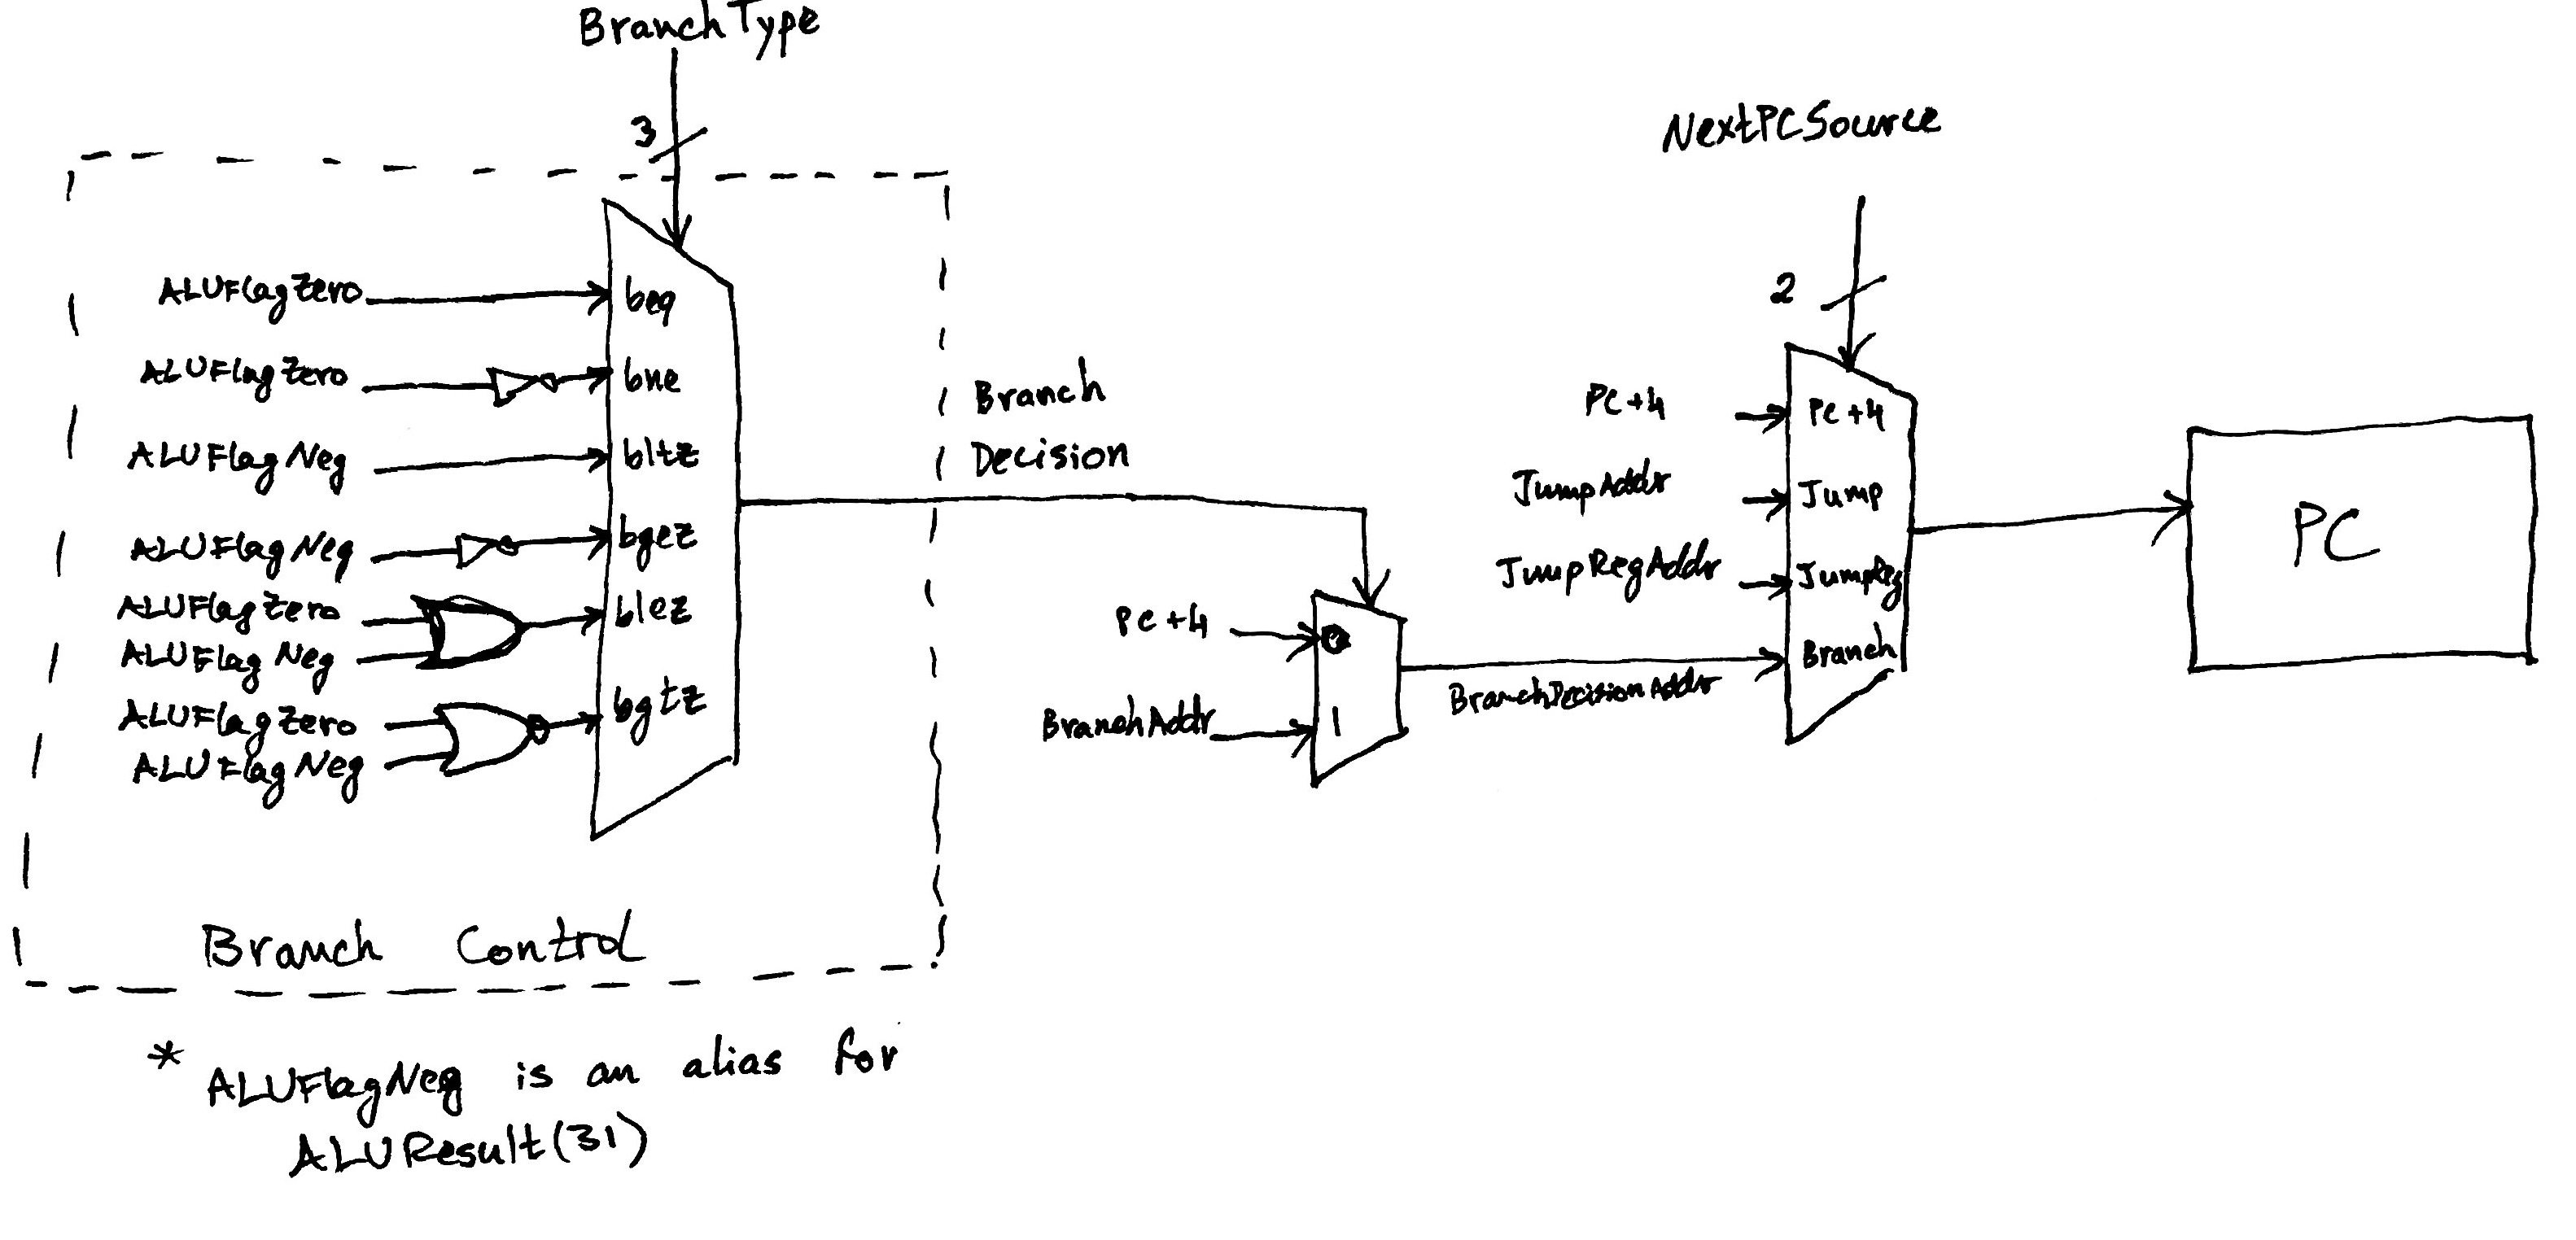 BranchType
3
NextPCSource
2
ALUFlagZero
beq
ALUFlagZero
bne
ALUFlagNeg
bltz
ALUFlagNeg
bgez
ALUFlagZero
ALUFlagNeg
blez
ALUFlagZero
ALUFlagNeg
bgtz
Branch Control
Branch
Decision
PC+4
0
BranchAddr
1
BranchDecisionAddr
PC+4
PC+4
JumpAddr
Jump
JumpRegAddr
JumpReg
Branch
PC
* ALUFlagNeg is an alias for
ALUResult(31)